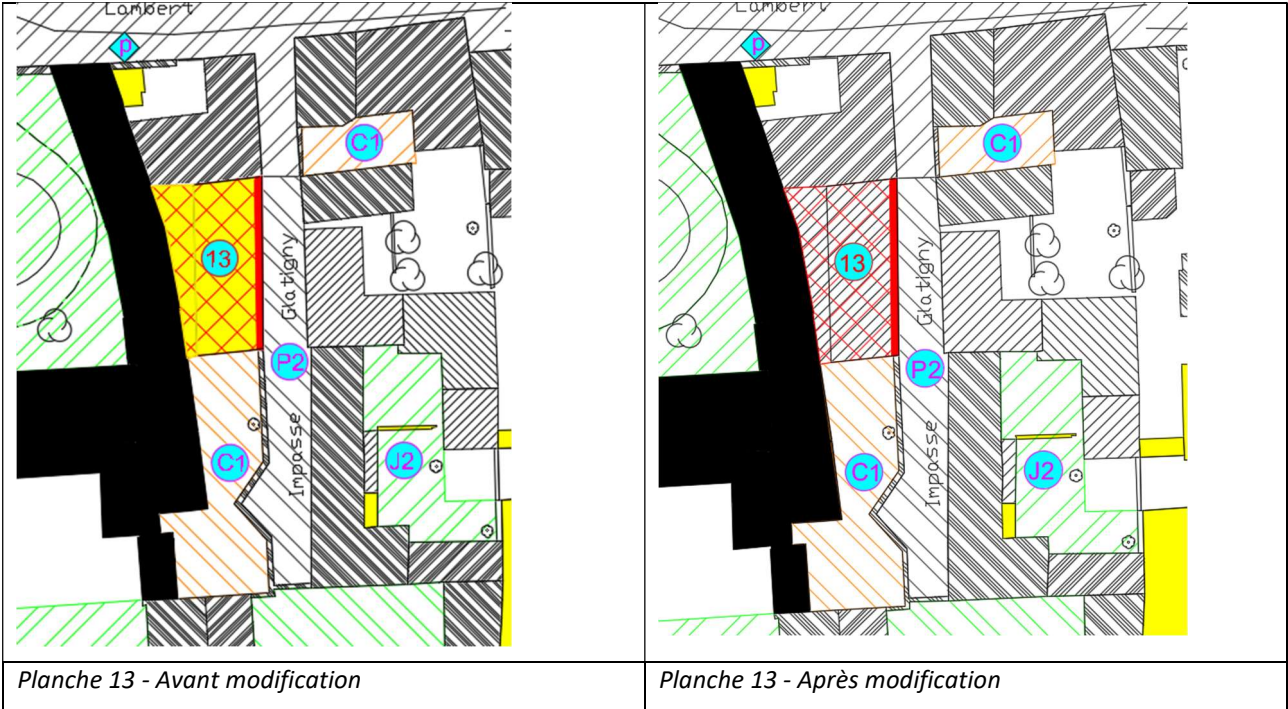 Lambert
p
C1
13
Glatigny
P2
Impasse
C1
J2
Planche 13 - Avant modification
Lambert
p
C1
13
Glatigny
P2
Impasse
C1
J2
Planche 13 - Après modification